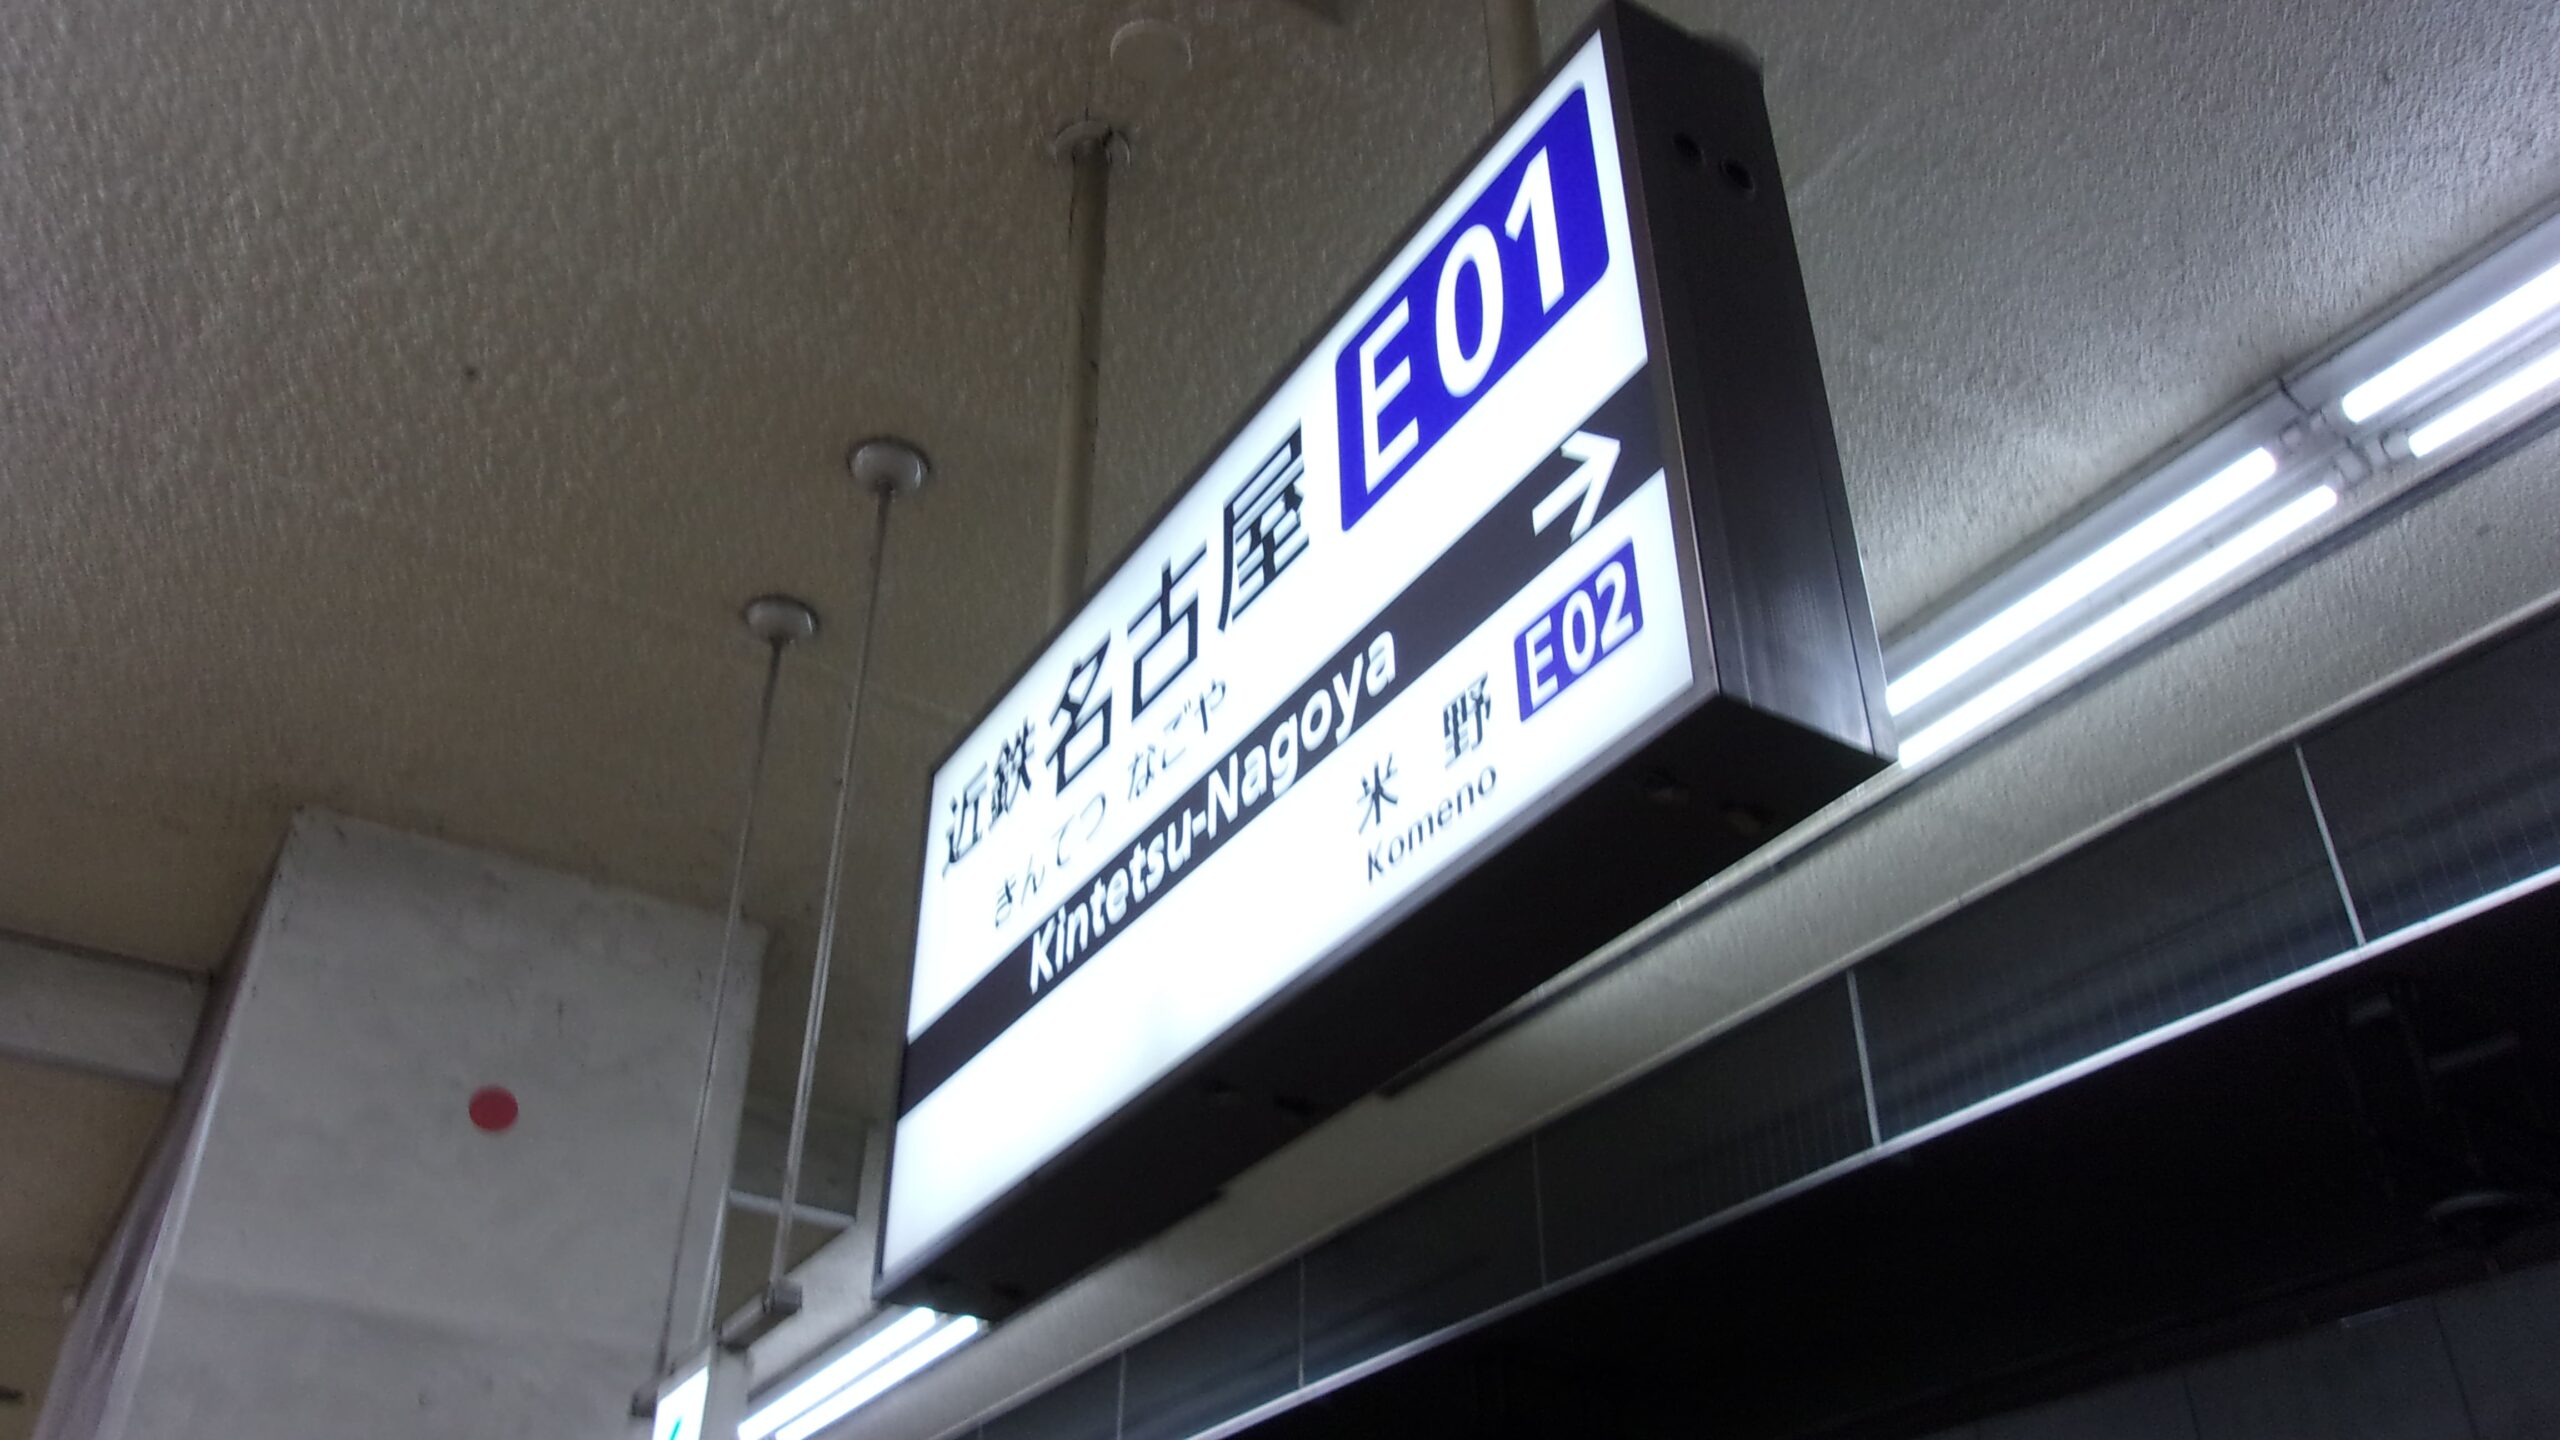 近鉄名古屋 E01
きんてつ なごや
Kintetsu-Nagoya →
米野 E02
Komeno